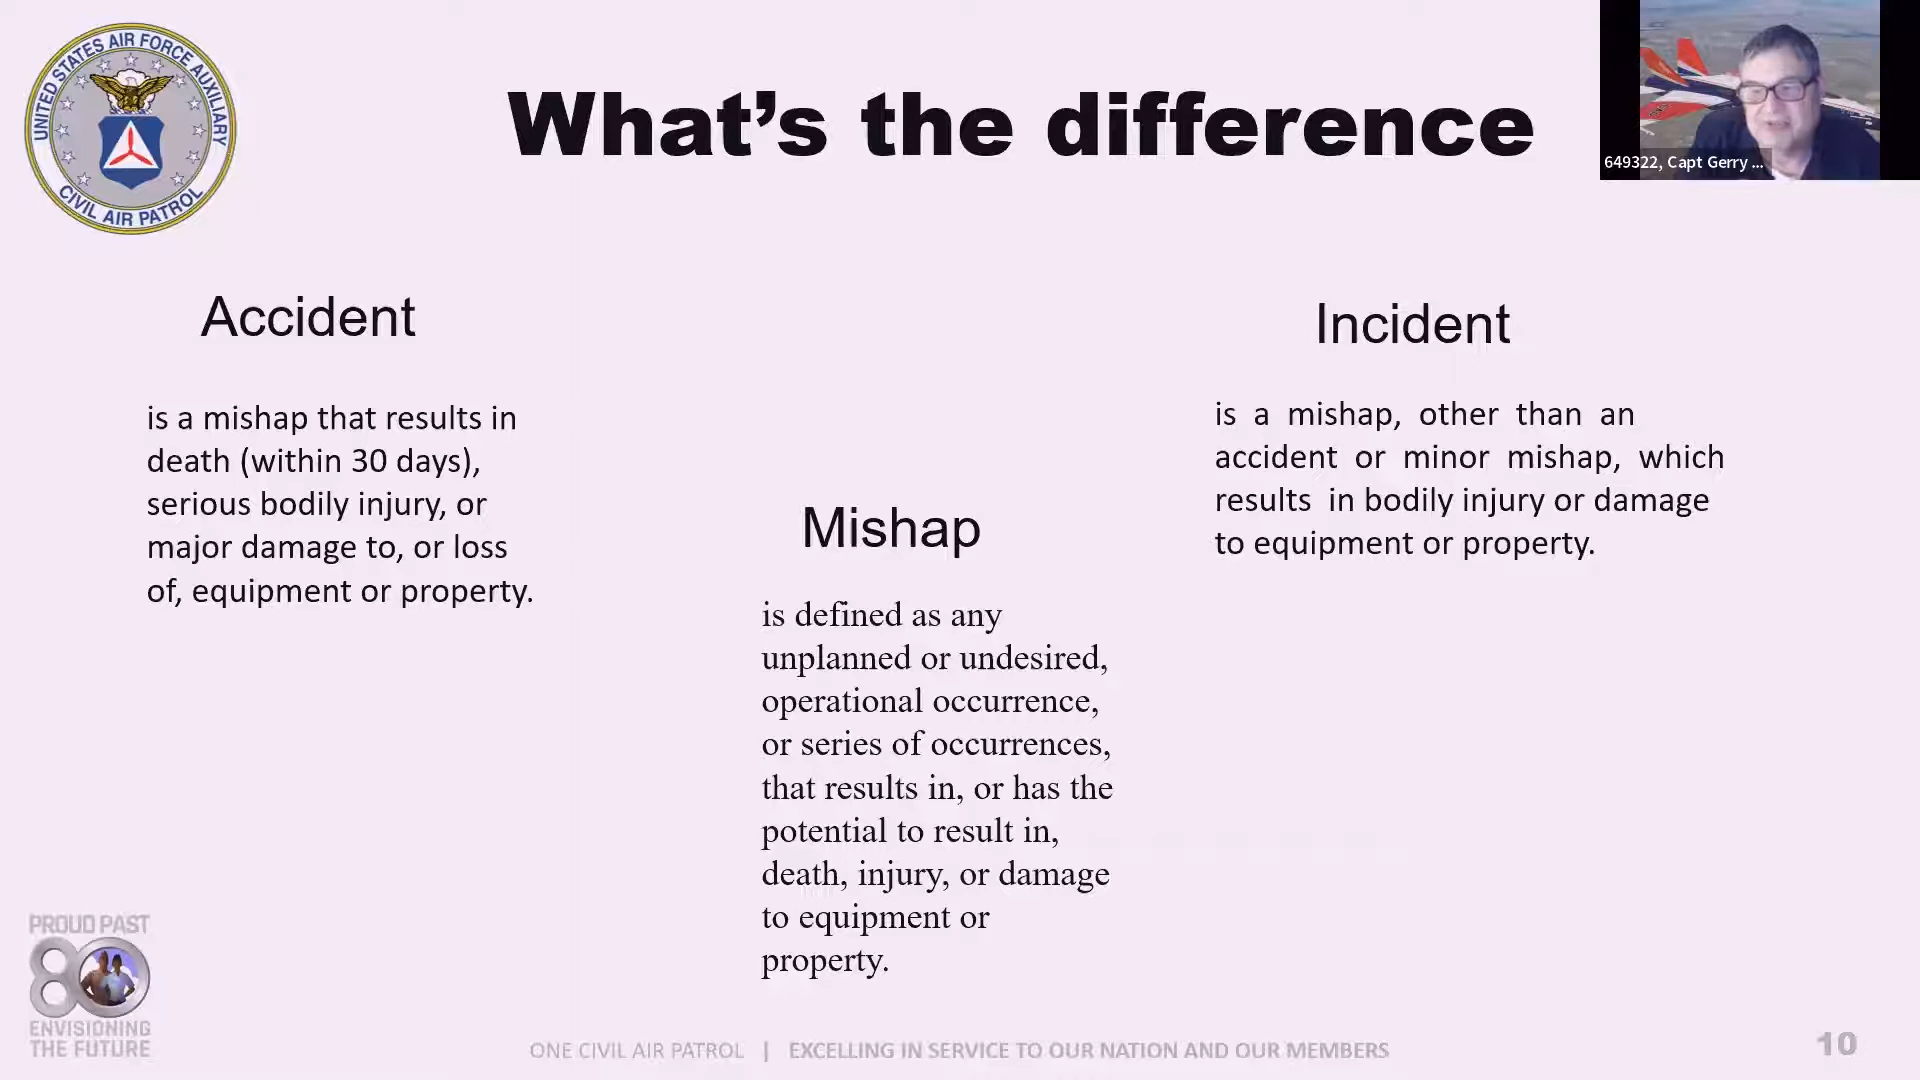 UNITED STATES AIR FORCE AUXILIARY
CIVIL AIR PATROL
What’s the difference
649322, Capt Gerry ...
Accident
is a mishap that results in
death (within 30 days),
serious bodily injury, or
major damage to, or loss
of, equipment or property.
Mishap
is defined as any
unplanned or undesired,
operational occurrence,
or series of occurrences,
that results in, or has the
potential to result in,
death, injury, or damage
to equipment or
property.
Incident
is a mishap, other than an
accident or minor mishap, which
results in bodily injury or damage
to equipment or property.
PROUD PAST
80
ENVISIONING
THE FUTURE
ONE CIVIL AIR PATROL | EXCELLING IN SERVICE TO OUR NATION AND OUR MEMBERS
10